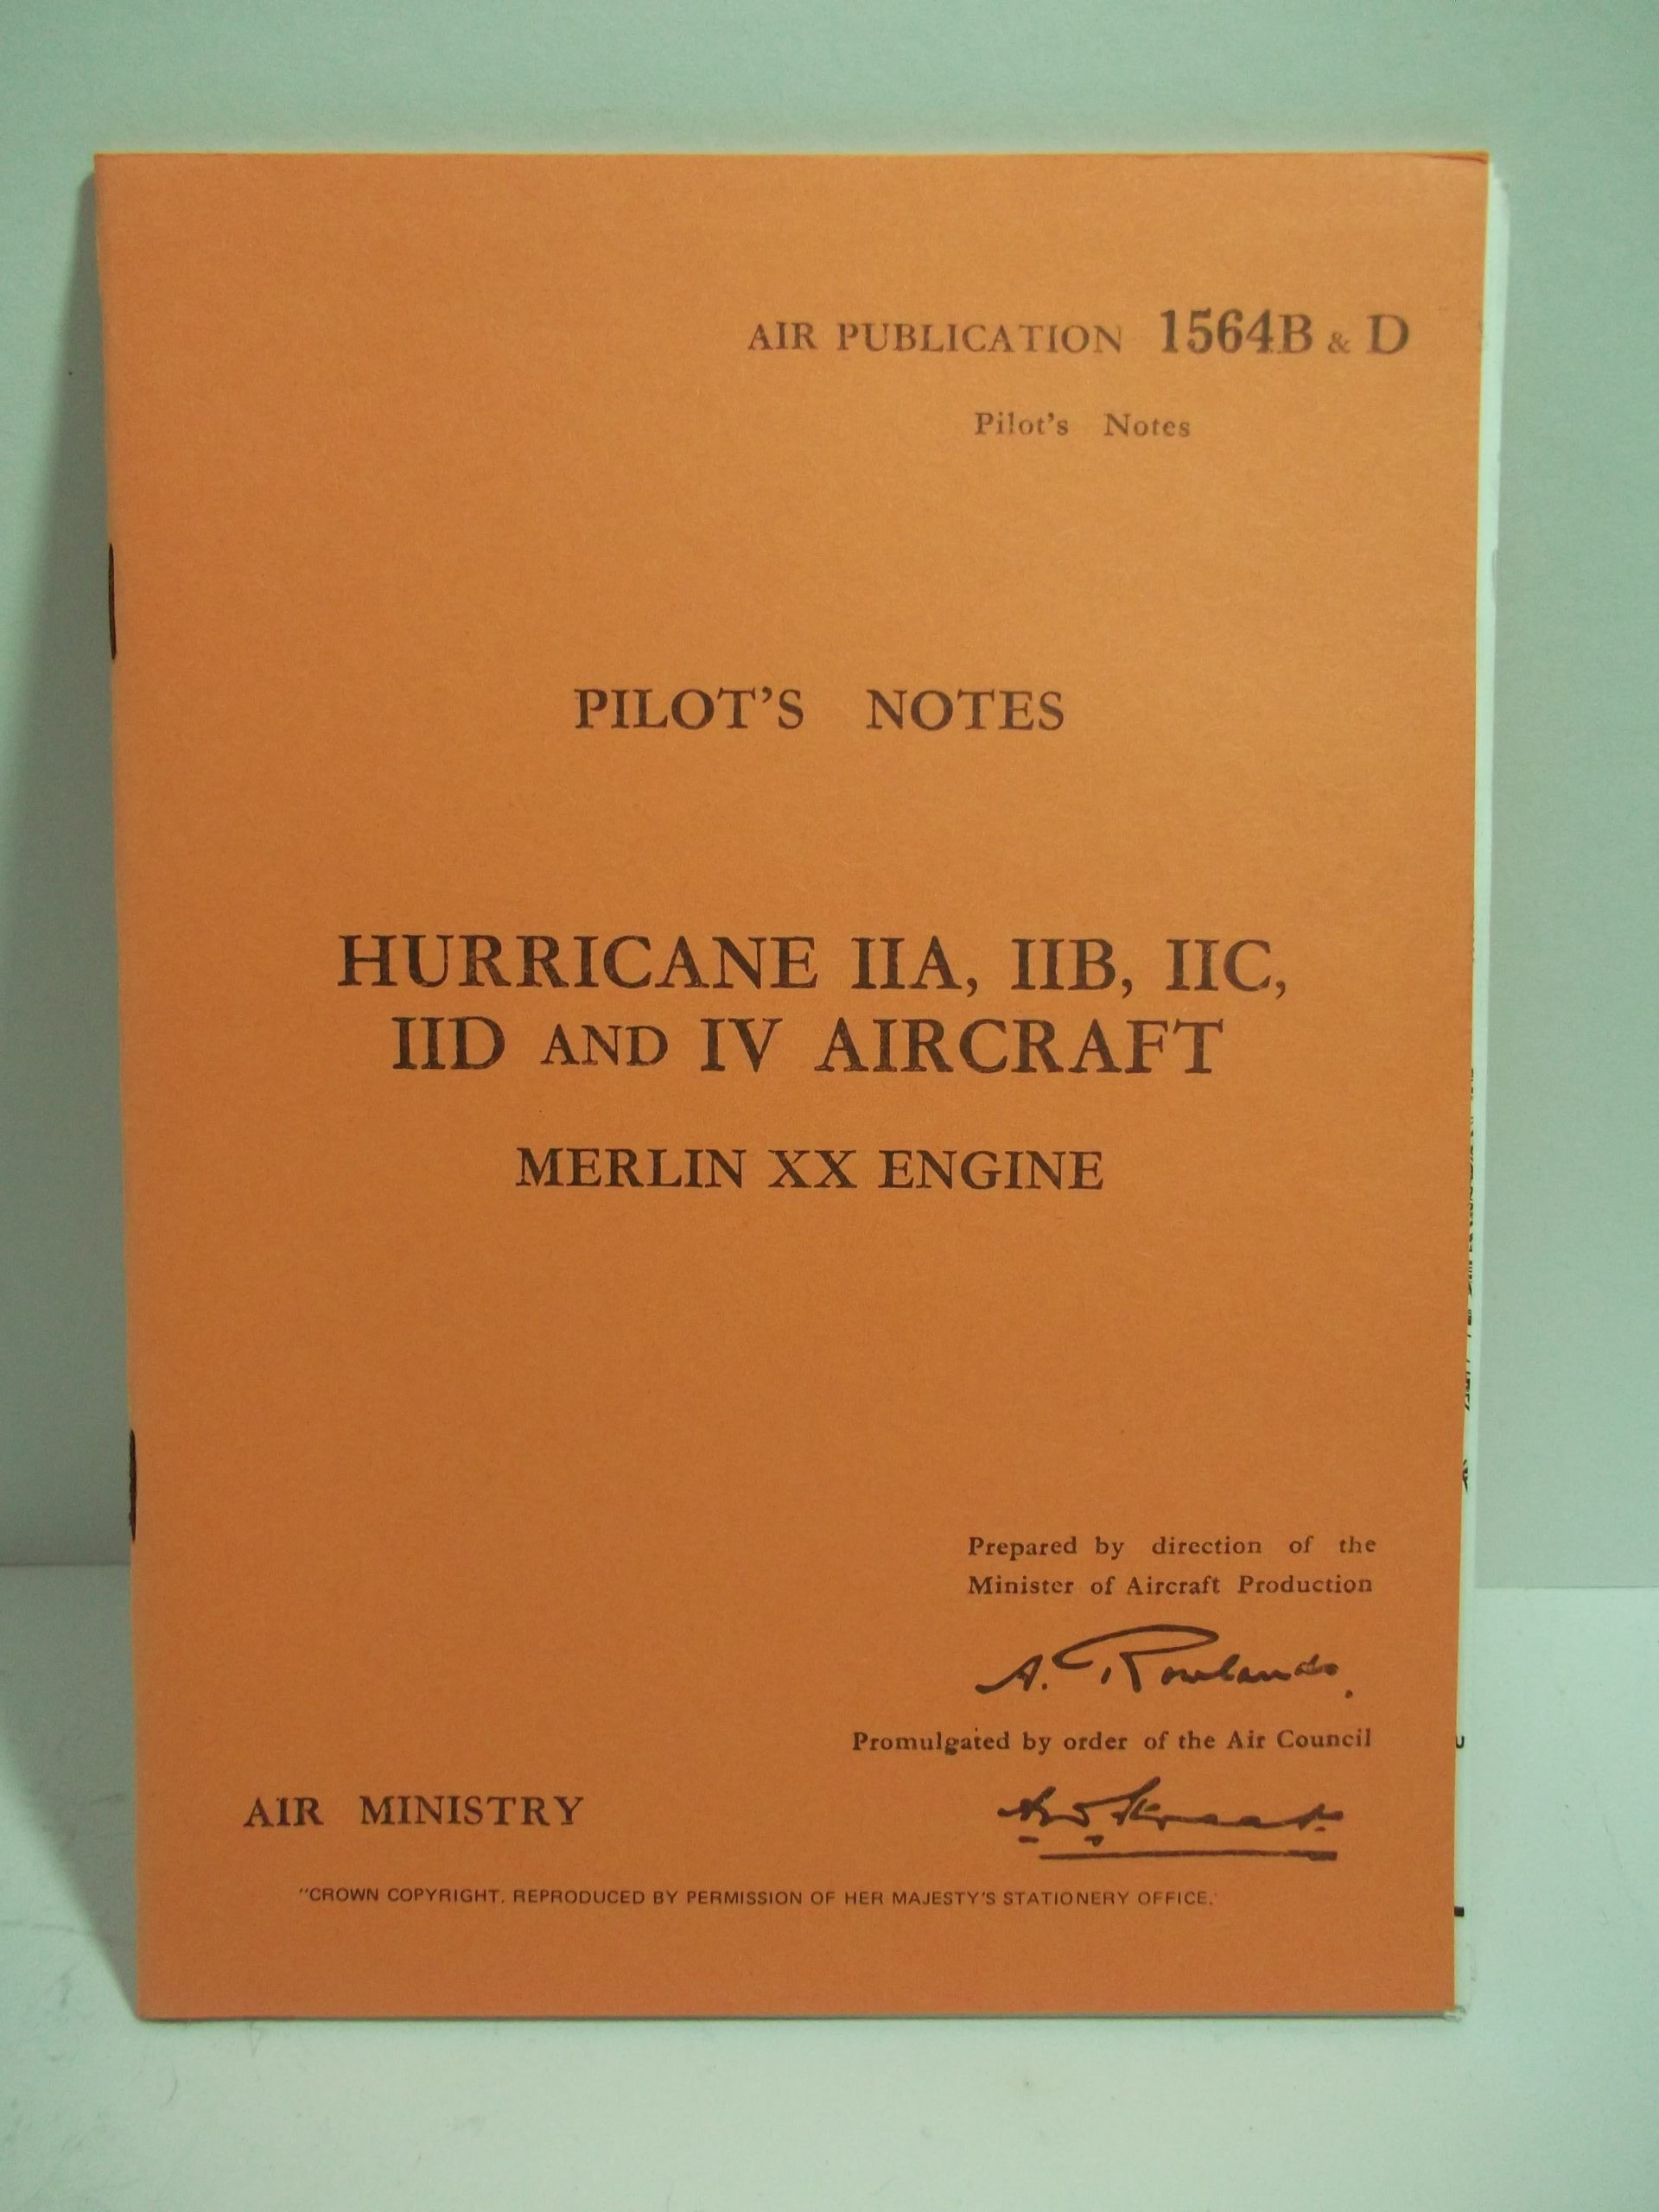 AIR PUBLICATION 1564B & D
Pilot's Notes
PILOT'S NOTES
HURRICANE IIA, IIB, IIC,
IID AND IV AIRCRAFT
MERLIN XX ENGINE
Prepared by direction of the
Minister of Aircraft Production
A. Rowlands.
Promulgated by order of the Air Council
AIR MINISTRY
"CROWN COPYRIGHT. REPRODUCED BY PERMISSION OF HER MAJESTY'S STATIONERY OFFICE.'